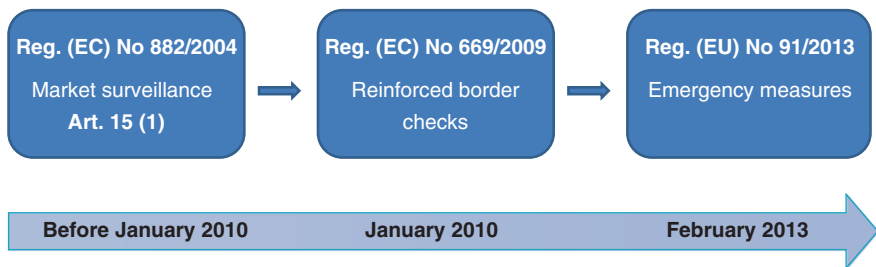 Reg. (EC) No 882/2004
Market surveillance
Art. 15 (1)
Reg. (EC) No 669/2009
Reinforced border
checks
Reg. (EU) No 91/2013
Emergency measures
Before January 2010
January 2010
February 2013